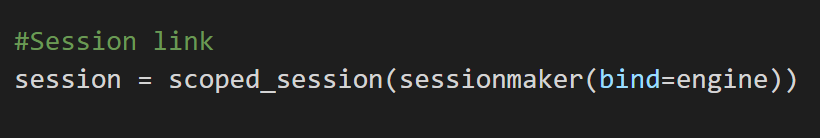 #Session link
session = scoped_session(sessionmaker(bind=engine))